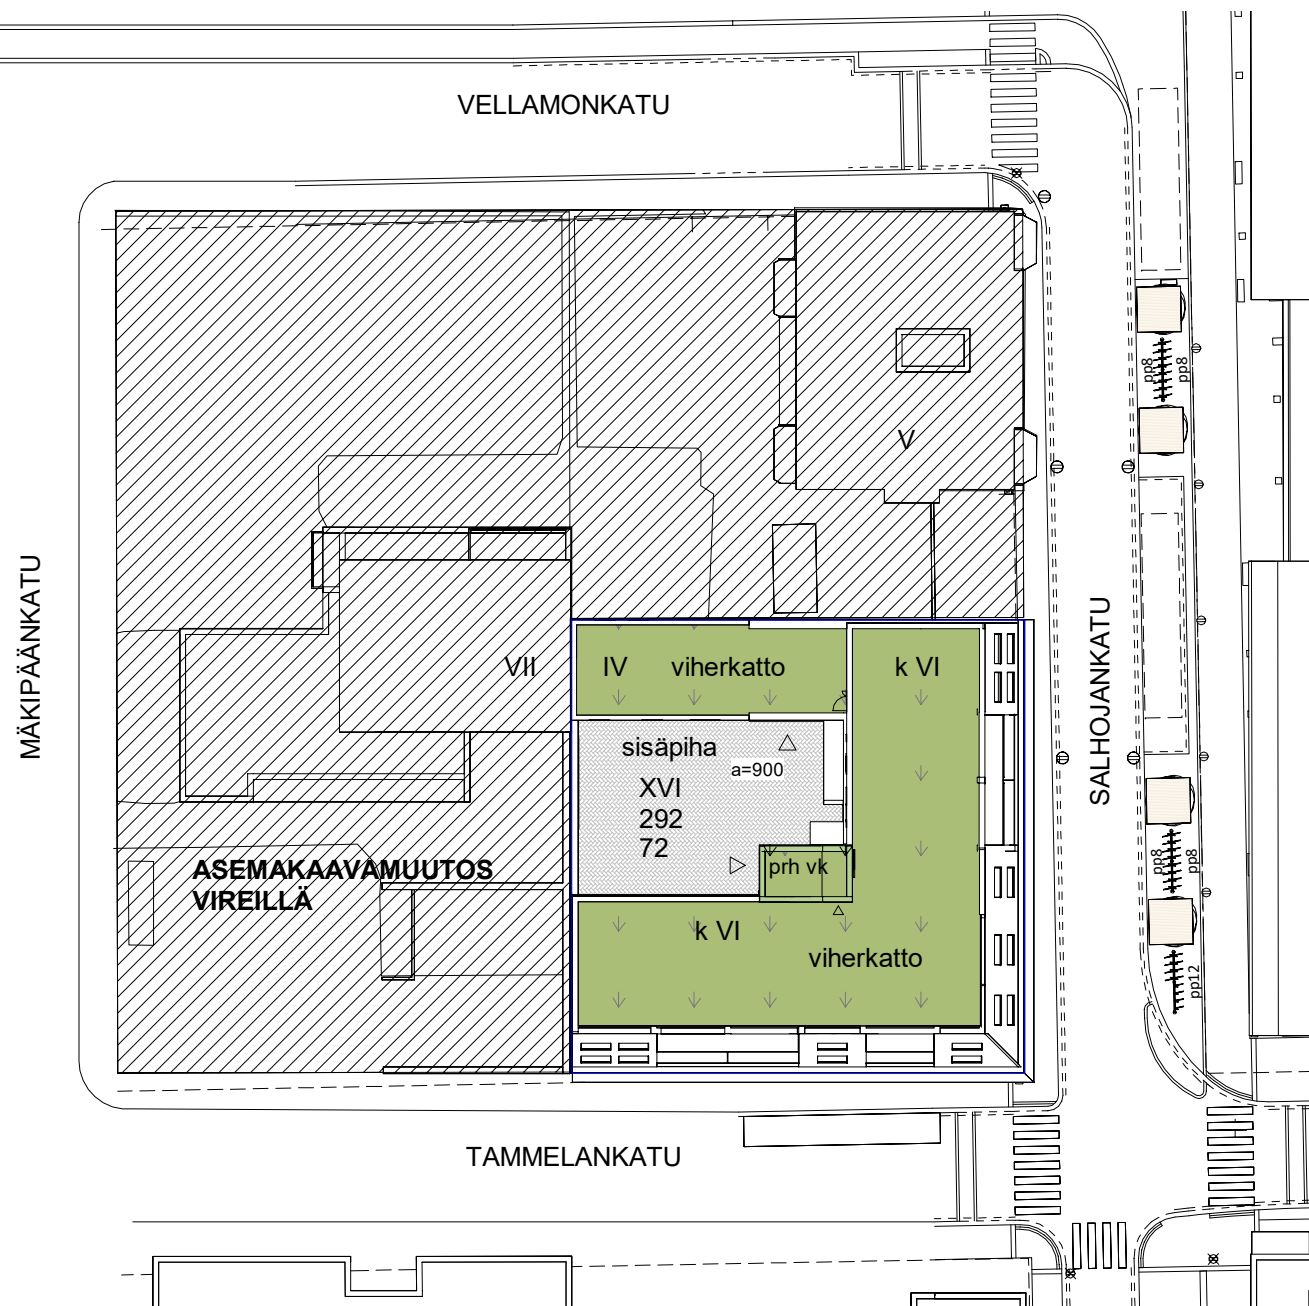 VELLAMONKATU
pp8
pp8
V
MÄKIPÄÄNKATU
SALHOJANKATU
VII
IV
viherkatto
k VI
sisäpiha
a=900
XVI
292
72
prh vk
pp8
pp8
ASEMAKAAVAMUUTOS
VIREILLÄ
k VI
viherkatto
pp12
TAMMELANKATU